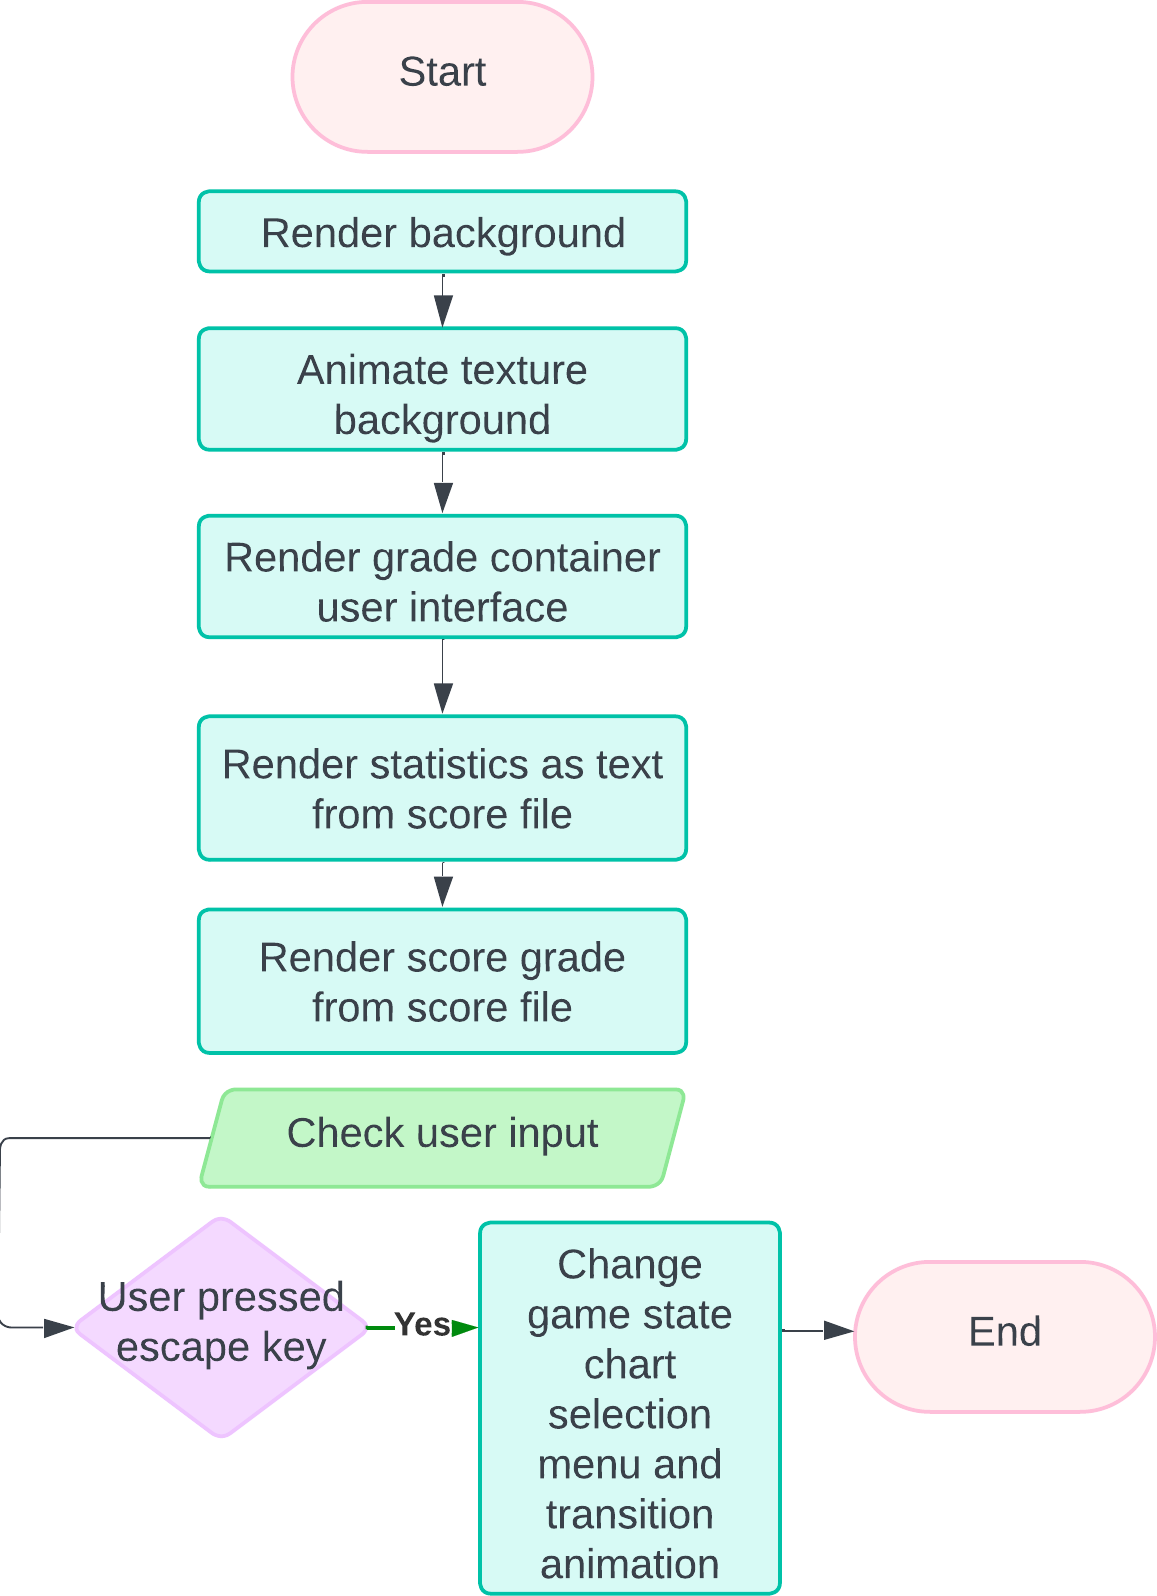 Start
Render background
Animate texture
background
Render grade container
user interface
Render statistics as text
from score file
Render score grade
from score file
Check user input
User pressed
escape key
Yes
Change
game state
chart
selection
menu and
transition
animation
End